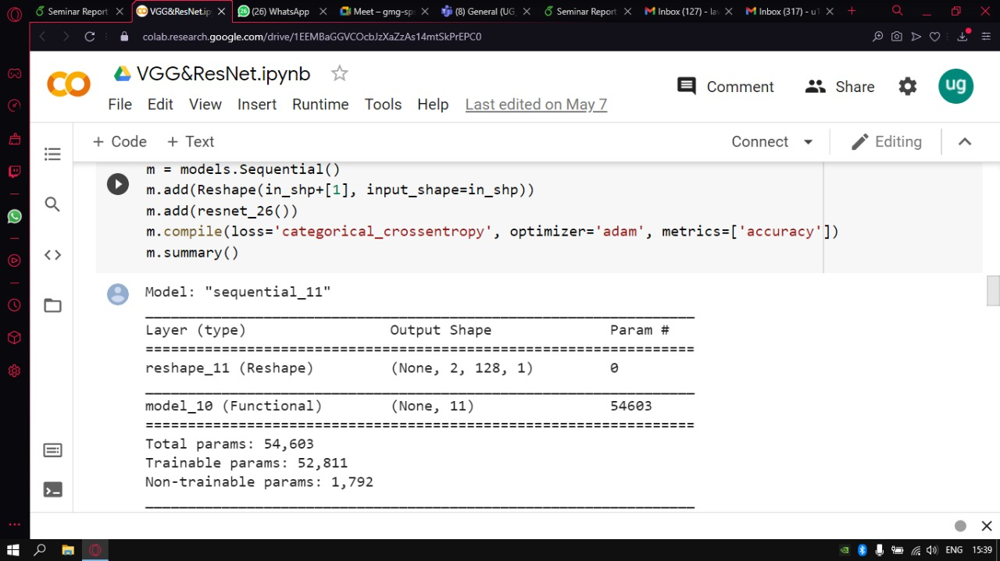 Seminar Report
VGG&ResNet.ip
(26) WhatsApp
Meet – gmg-sp
(8) General (UG_
Seminar Report
Inbox (127) - la
Inbox (317) - u1
colab.research.google.com/drive/1EEMBaGGVCOcbJzXaZzAs14mtSkPrEPC0
VGG&ResNet.ipynb
File Edit View Insert Runtime Tools Help Last edited on May 7
Comment
Share
ug
+ Code + Text
Connect
Editing
m = models.Sequential()
m.add(Reshape(in_shp+[1], input_shape=in_shp))
m.add(resnet_26())
m.compile(loss='categorical_crossentropy', optimizer='adam', metrics=['accuracy'])
m.summary()
Model: "sequential_11"
_________________________________________________________________
Layer (type) Output Shape Param #
=================================================================
reshape_11 (Reshape) (None, 2, 128, 1) 0
_________________________________________________________________
model_10 (Functional) (None, 11) 54603
=================================================================
Total params: 54,603
Trainable params: 52,811
Non-trainable params: 1,792
_________________________________________________________________
ENG 15:39